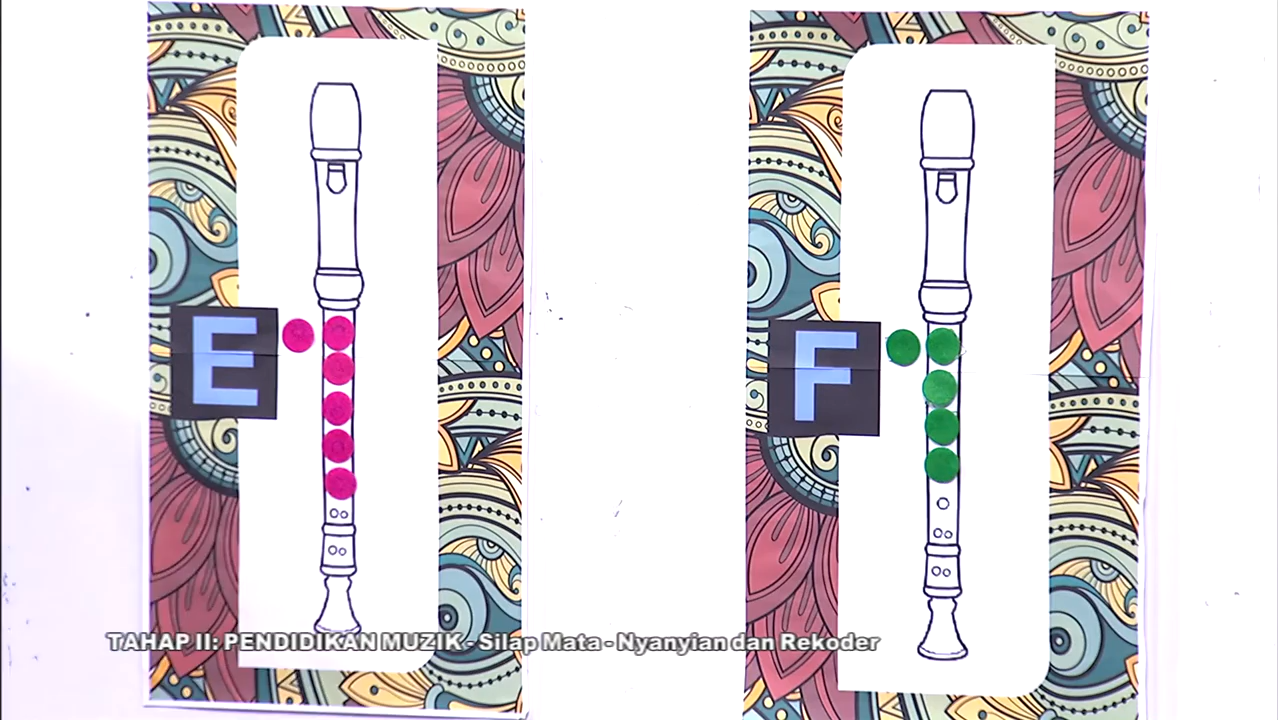 E
F
TAHAP II: PENDIDIKAN MUZIK - Silap Mata - Nyanyian dan Rekoder